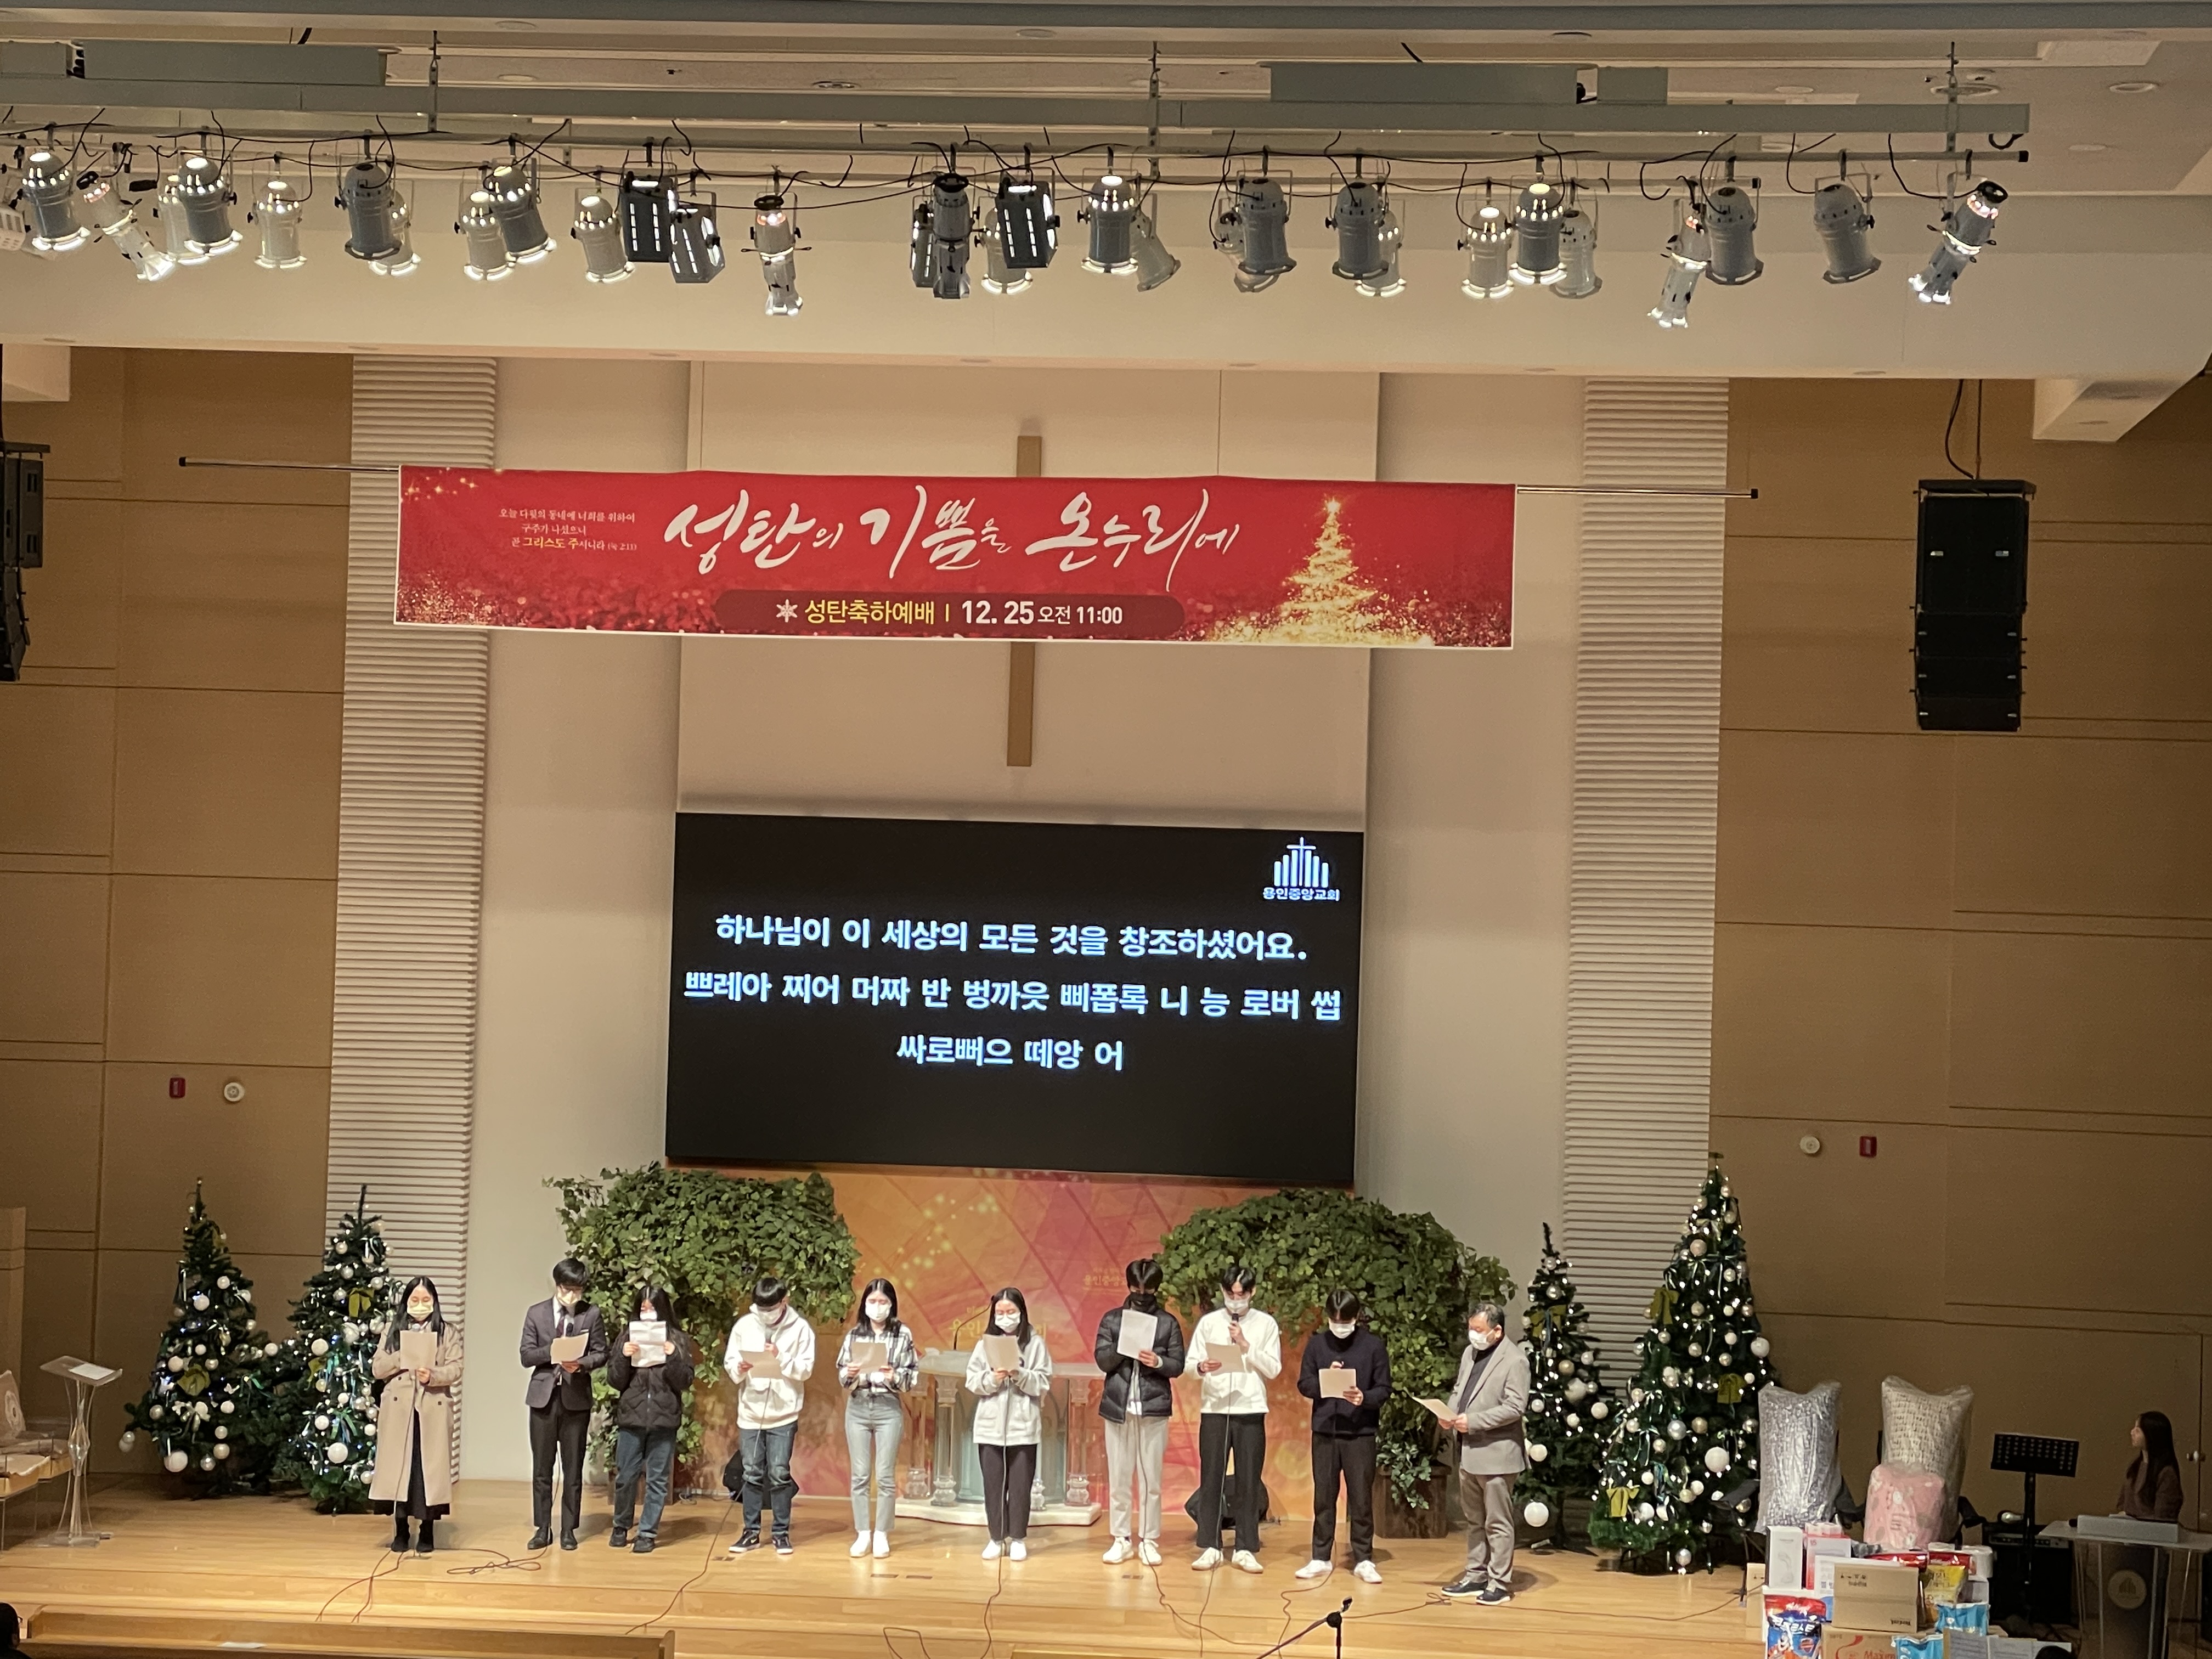 오늘 다윗의 동네에 너희를 위하여
구주가 나셨으니
곧 그리스도 주시니라 (눅 2:11)
성탄의 기쁨을 온누리에
성탄축하예배 | 12. 25 오전 11:00
용인중앙교회
하나님이 이 세상의 모든 것을 창조하셨어요.
쁘레아 찌어 머짜 반 벙까읏 삐폽록 니 능 로버 썹
싸로뻐으 떼앙 어